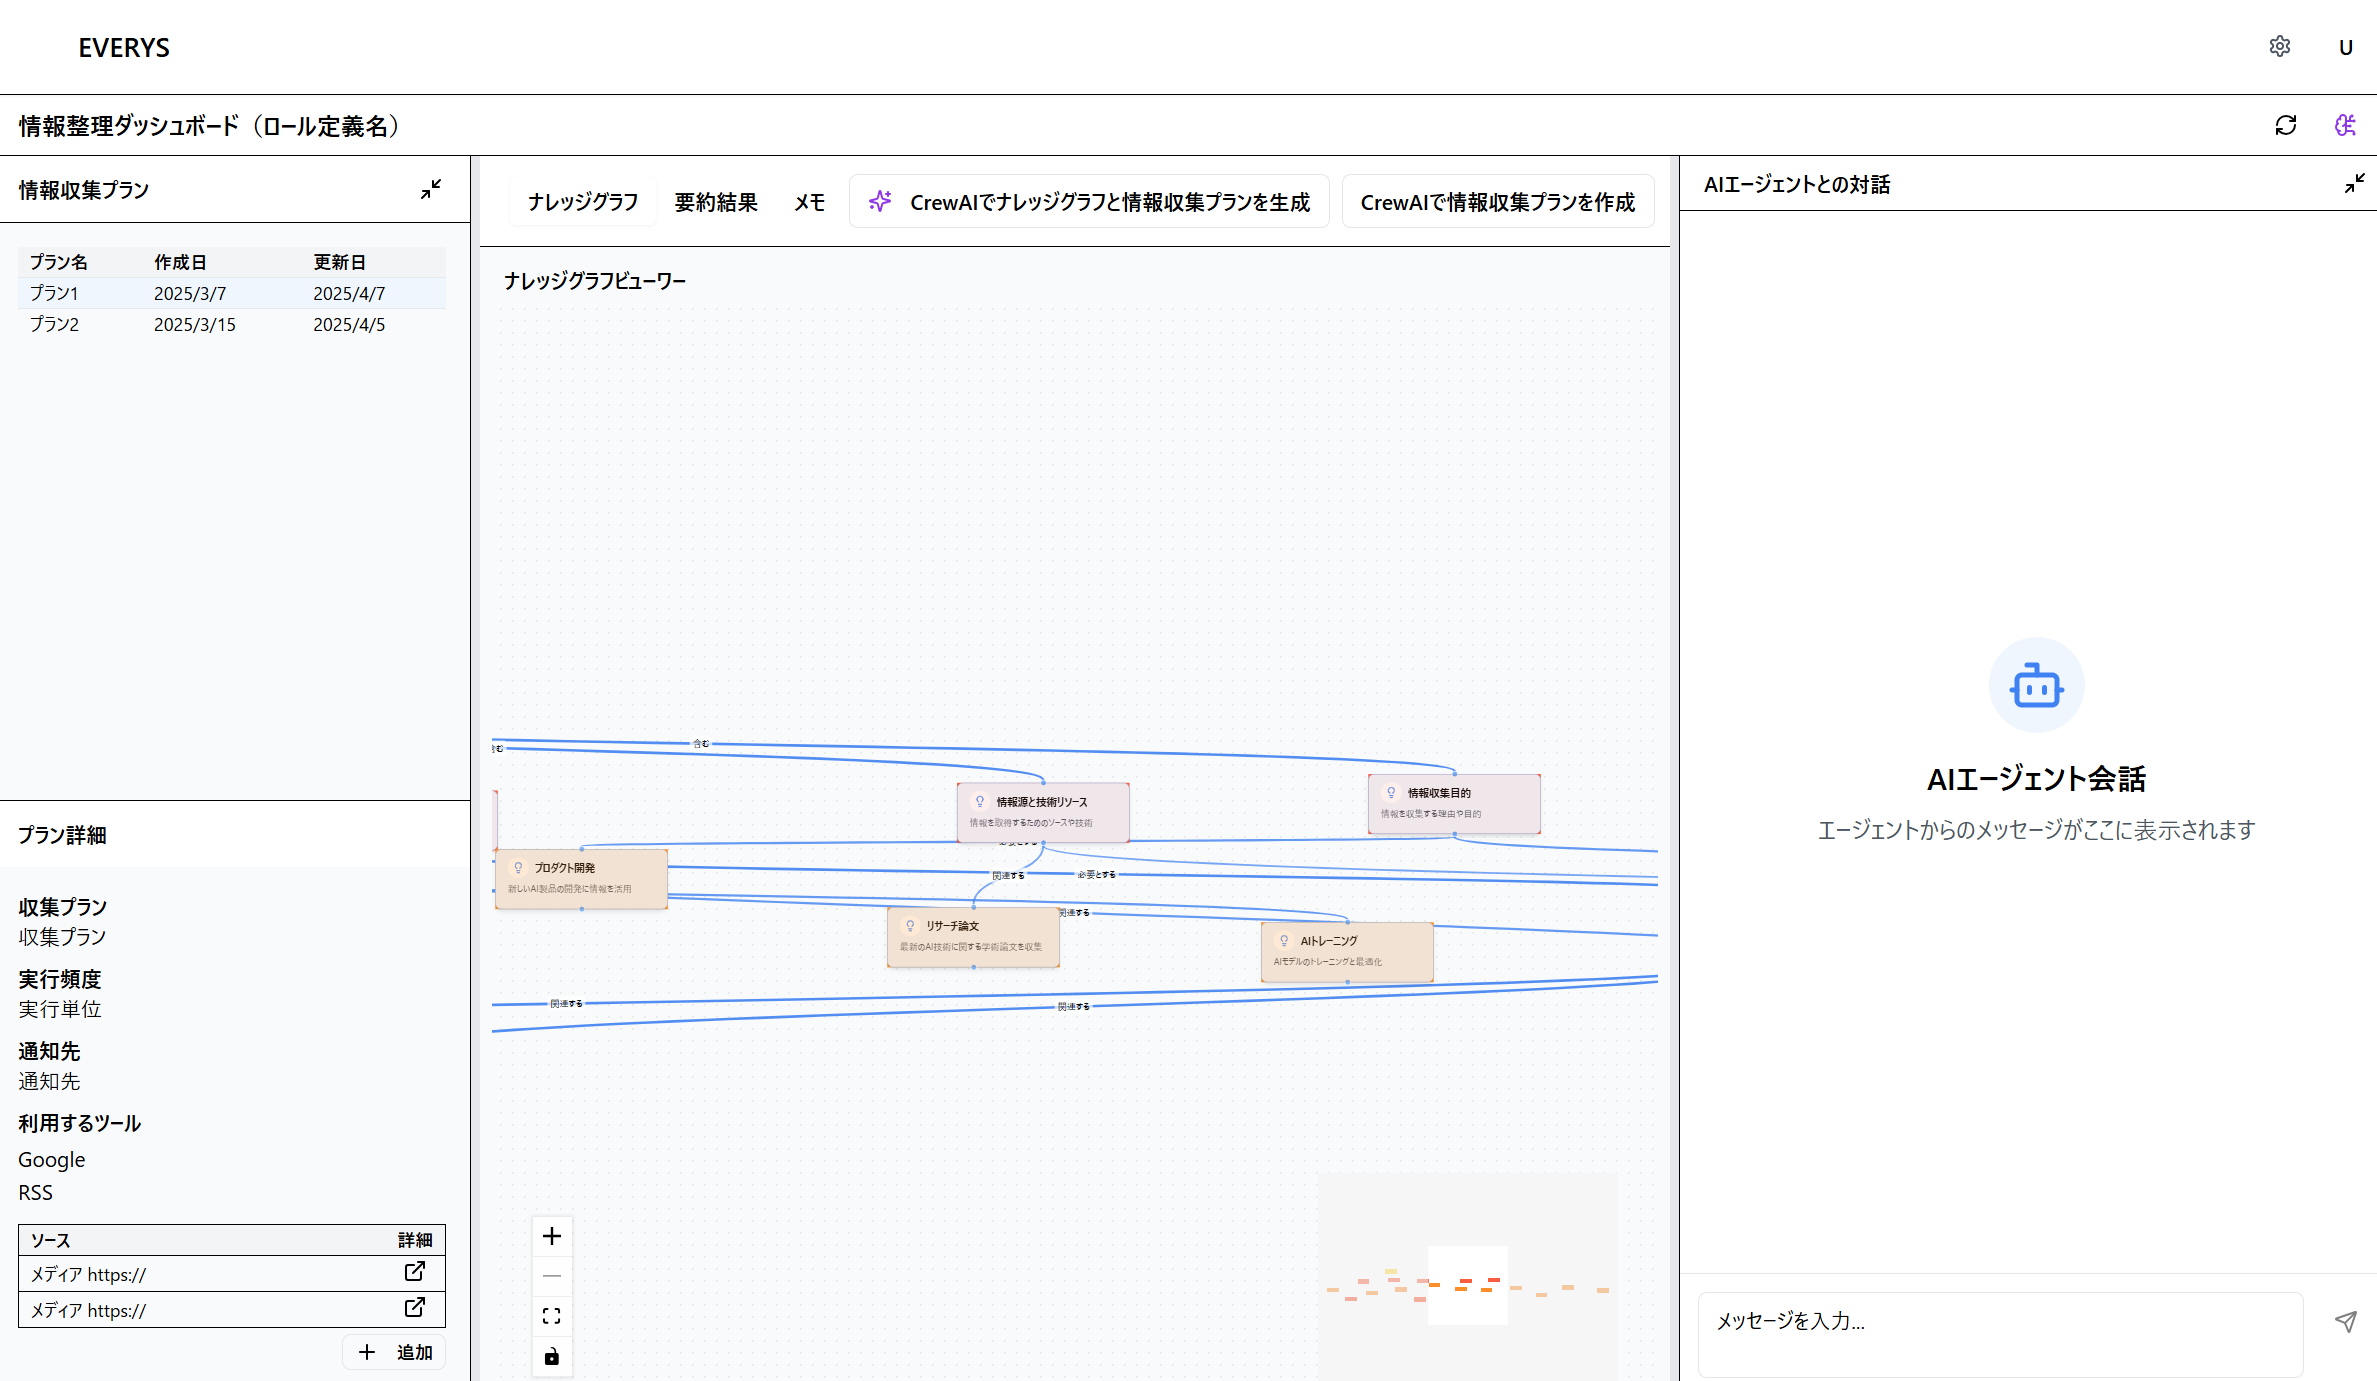 EVERYS
U
情報整理ダッシュボード（ロール定義名）
情報収集プラン
プラン名 作成日 更新日
プラン1 2025/3/7 2025/4/7
プラン2 2025/3/15 2025/4/5
プラン詳細
収集プラン
収集プラン
実行頻度
実行単位
通知先
通知先
利用するツール
Google
RSS
ソース 詳細
メディア https://
メディア https://
追加
ナレッジグラフ 要約結果 メモ CrewAIでナレッジグラフと情報収集プランを生成 CrewAIで情報収集プランを作成
ナレッジグラフビューワー
含む
含む
情報源と技術リソース
情報を取得するためのソースや技術
情報収集目的
情報を収集する理由や目的
必要とする
プロダクト開発
新しいAI製品の開発に情報を活用
関連する
必要とする
関連する
リサーチ論文
最新のAI技術に関する学術論文を収集
AIトレーニング
AIモデルのトレーニングと最適化
関連する
関連する
AIエージェントとの対話
AIエージェント会話
エージェントからのメッセージがここに表示されます
メッセージを入力...